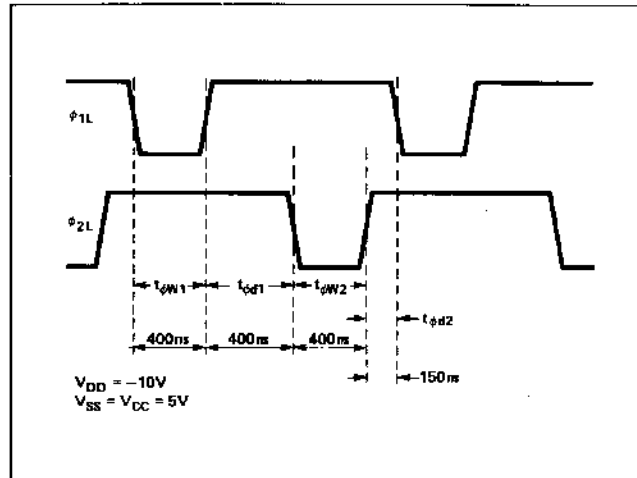 ϕ1L
ϕ2L
tϕW1 tϕd1 tϕW2
tϕd2
400ns 400ns 400ns
150ns
VDD = −10V
VSS = VCC = 5V